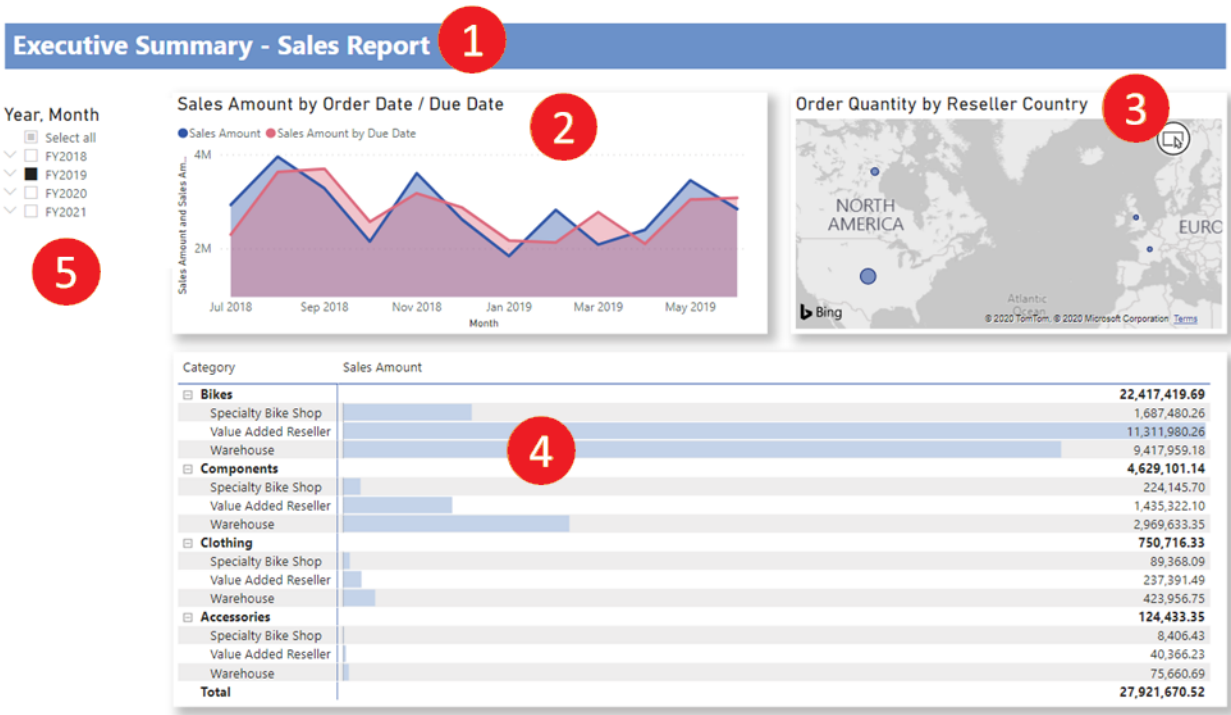 Executive Summary - Sales Report
1
Year, Month
Select all
FY2018
FY2019
FY2020
FY2021
5
Sales Amount by Order Date / Due Date
2
Sales Amount Sales Amount by Due Date
Sales Amount and Sales Am...
4M
2M
Jul 2018 Sep 2018 Nov 2018 Jan 2019 Mar 2019 May 2019
Month
Order Quantity by Reseller Country
3
NORTH
AMERICA
EURO
Atlantic
Ocean
Bing
© 2020 TomTom, © 2020 Microsoft Corporation Terms
Category Sales Amount
Bikes 22,417,419.69
Specialty Bike Shop 1,687,480.26
Value Added Reseller 11,311,980.26
Warehouse 9,417,959.18
4
Components 4,629,101.14
Specialty Bike Shop 224,145.70
Value Added Reseller 1,435,322.10
Warehouse 2,969,633.35
Clothing 750,716.33
Specialty Bike Shop 89,368.09
Value Added Reseller 237,391.49
Warehouse 423,956.75
Accessories 124,433.35
Specialty Bike Shop 8,406.43
Value Added Reseller 40,366.23
Warehouse 75,660.69
Total 27,921,670.52